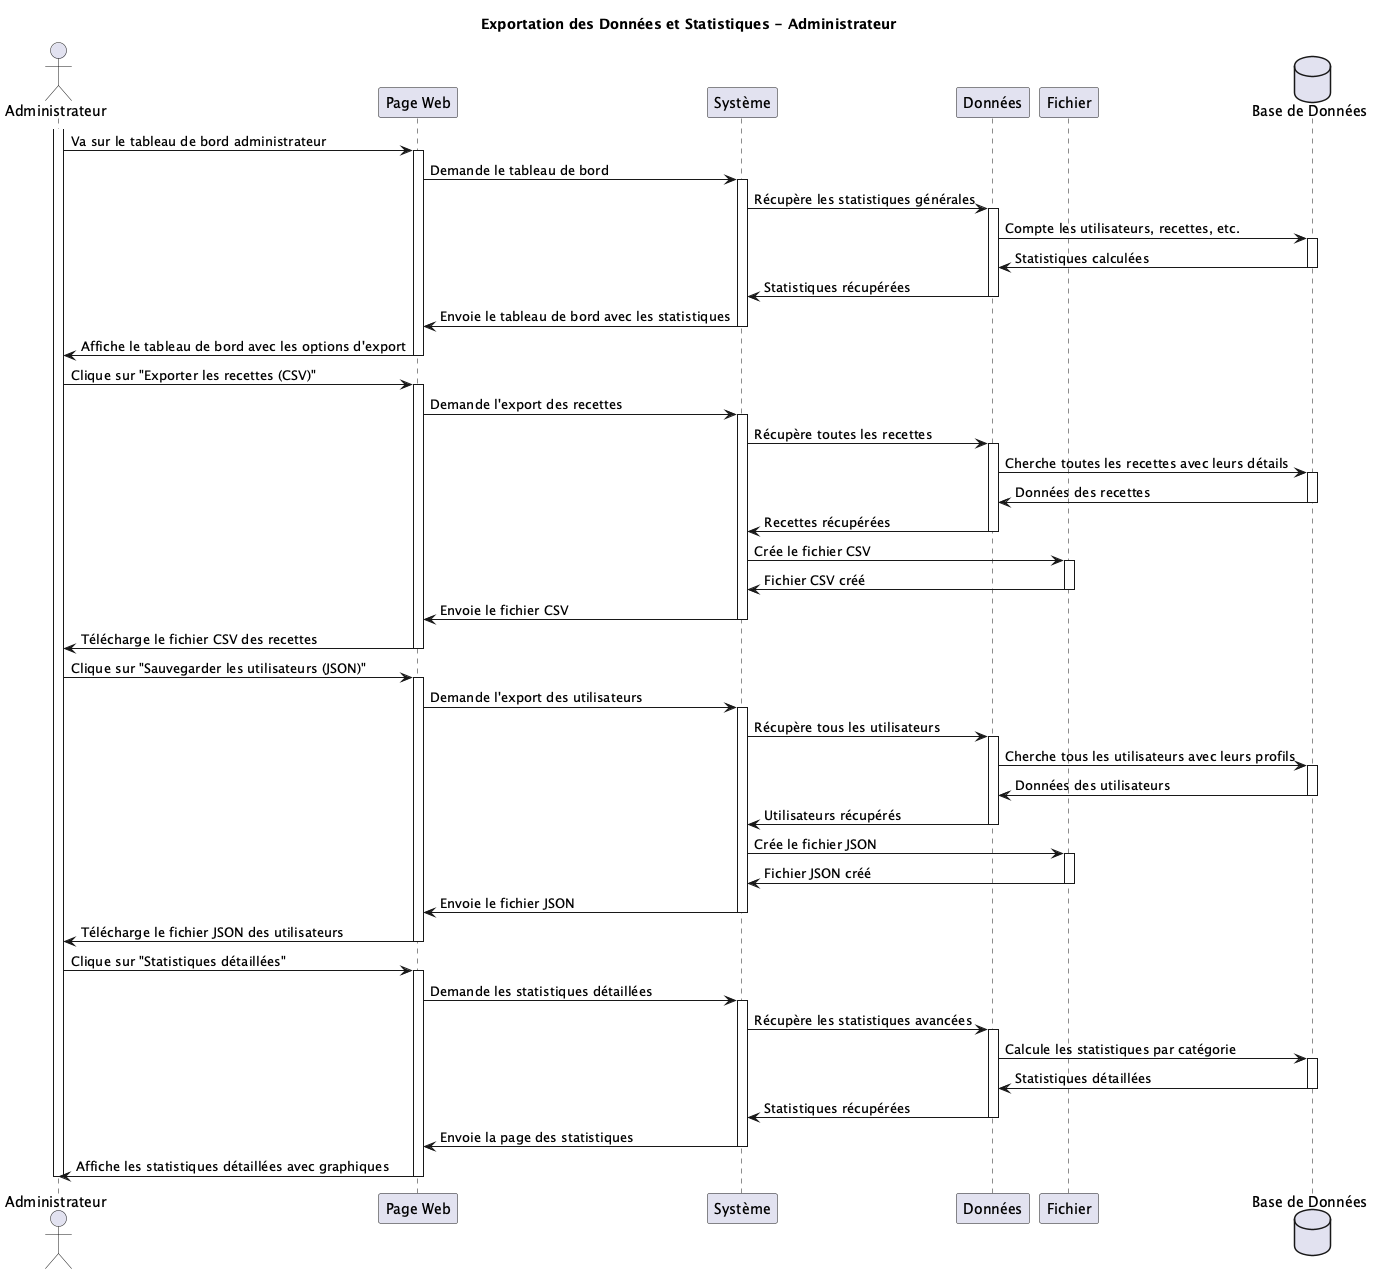 Exportation des Données et Statistiques - Administrateur
Administrateur
Page Web
Système
Données
Fichier
Base de Données
Va sur le tableau de bord administrateur
Demande le tableau de bord
Récupère les statistiques générales
Compte les utilisateurs, recettes, etc.
Statistiques calculées
Statistiques récupérées
Envoie le tableau de bord avec les statistiques
Affiche le tableau de bord avec les options d'export
Clique sur "Exporter les recettes (CSV)"
Demande l'export des recettes
Récupère toutes les recettes
Cherche toutes les recettes avec leurs détails
Données des recettes
Recettes récupérées
Crée le fichier CSV
Fichier CSV créé
Envoie le fichier CSV
Télécharge le fichier CSV des recettes
Clique sur "Sauvegarder les utilisateurs (JSON)"
Demande l'export des utilisateurs
Récupère tous les utilisateurs
Cherche tous les utilisateurs avec leurs profils
Données des utilisateurs
Utilisateurs récupérés
Crée le fichier JSON
Fichier JSON créé
Envoie le fichier JSON
Télécharge le fichier JSON des utilisateurs
Clique sur "Statistiques détaillées"
Demande les statistiques détaillées
Récupère les statistiques avancées
Calcule les statistiques par catégorie
Statistiques détaillées
Statistiques récupérées
Envoie la page des statistiques
Affiche les statistiques détaillées avec graphiques
Administrateur
Page Web
Système
Données
Fichier
Base de Données